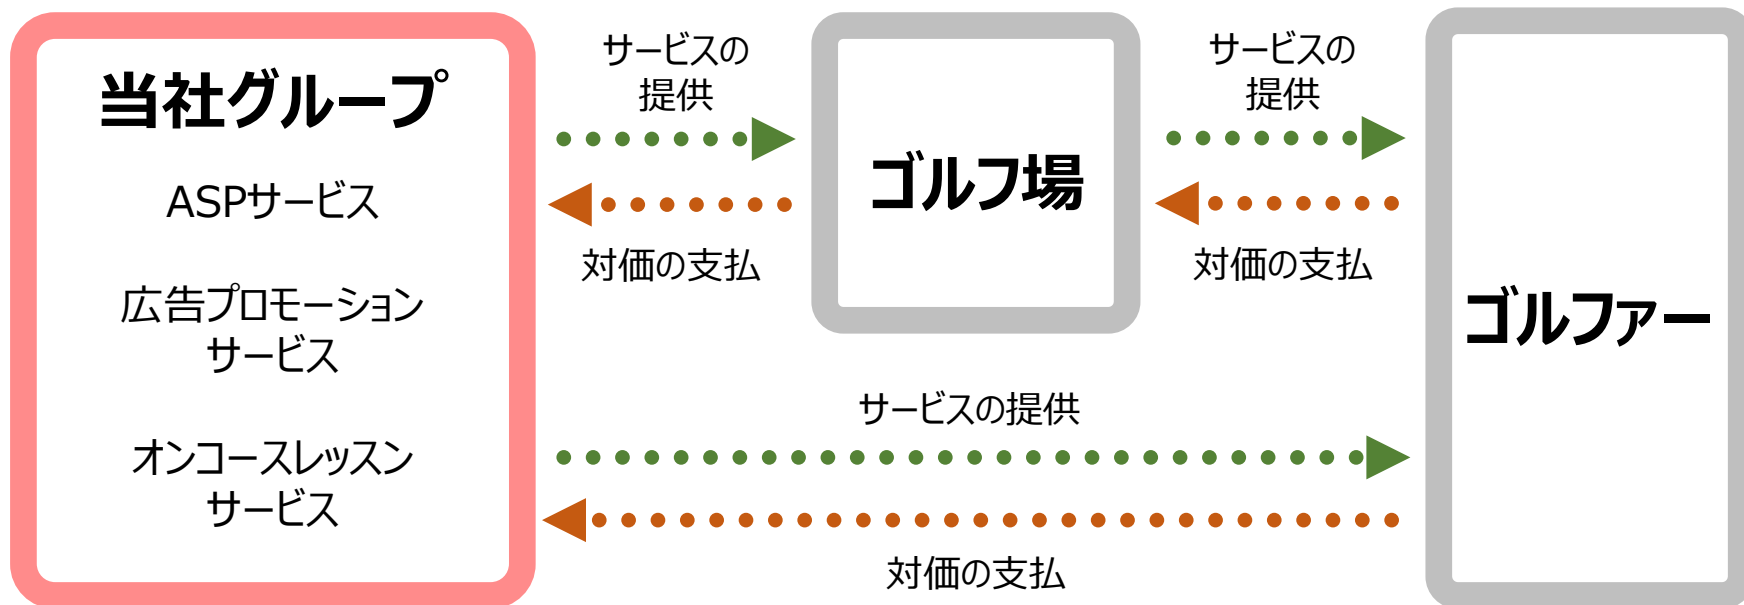 当社グループ
ASPサービス
広告プロモーション
サービス
オンコースレッスン
サービス
サービスの
提供
対価の支払
ゴルフ場
サービスの
提供
対価の支払
ゴルファー
サービスの提供
対価の支払